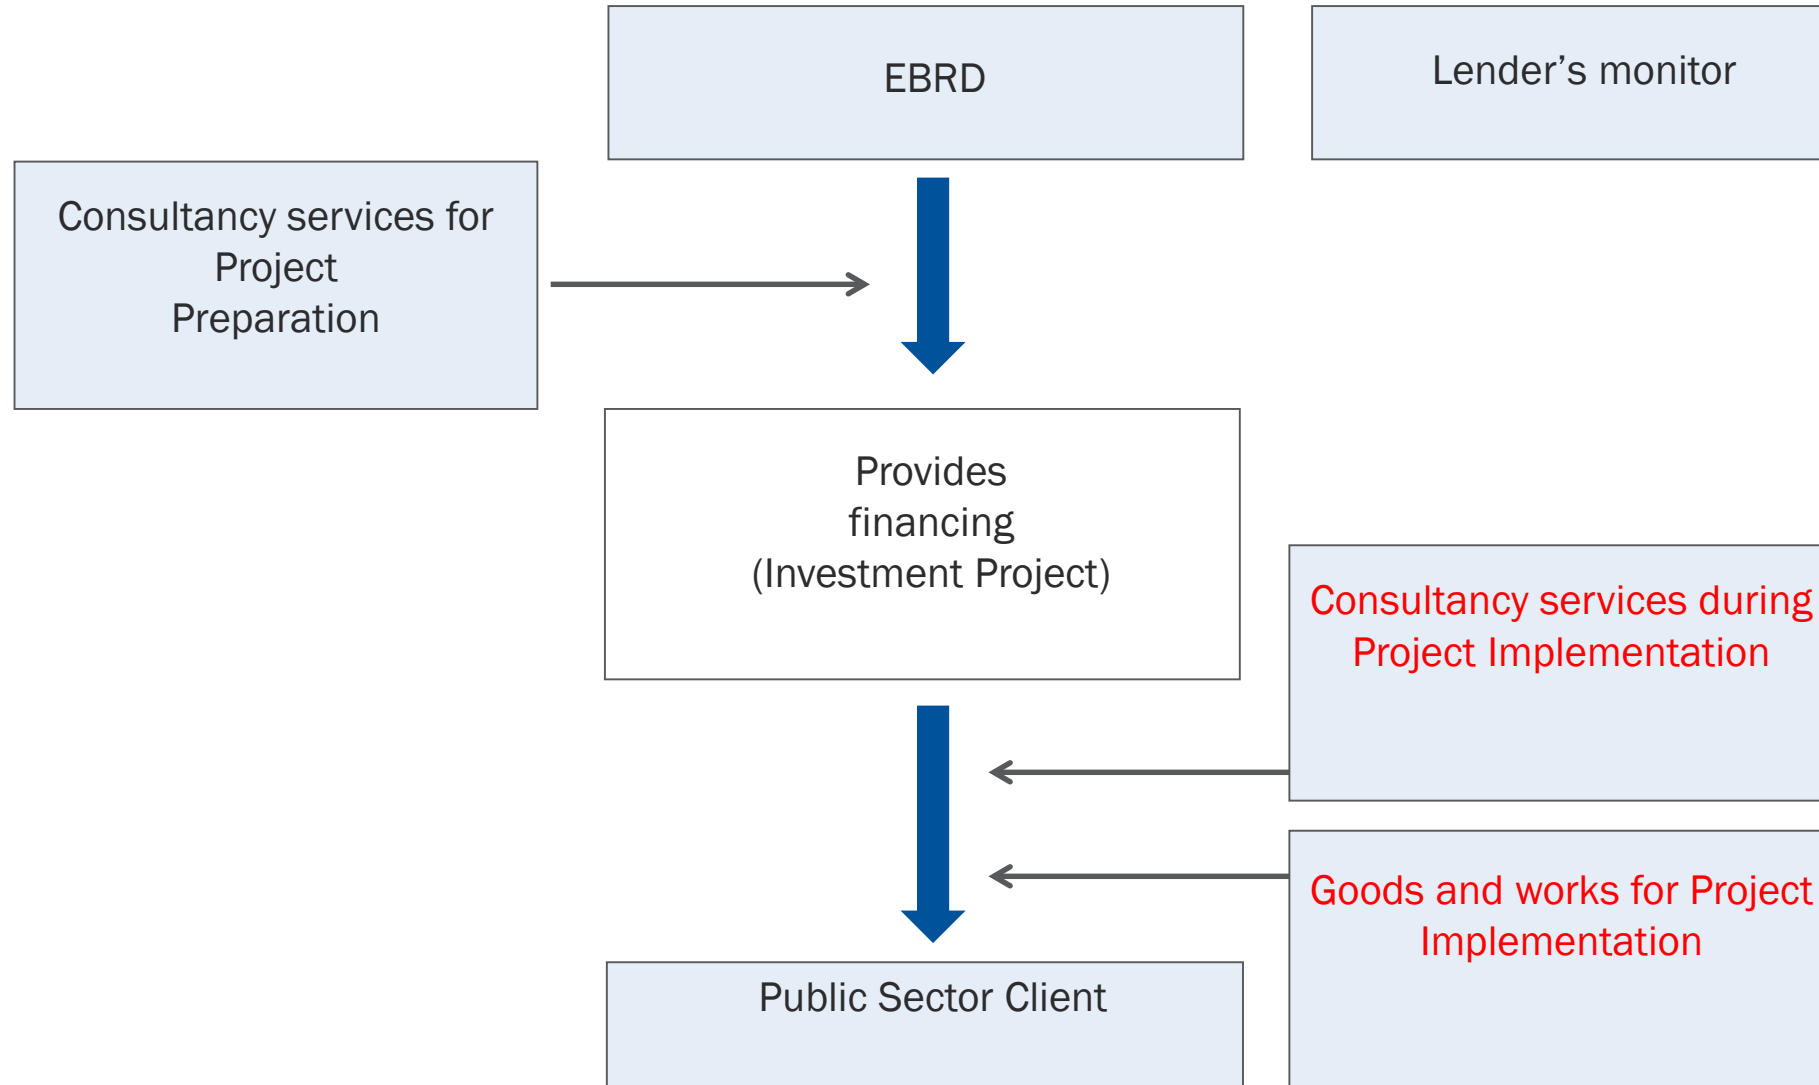 EBRD
Lender’s monitor
Consultancy services for
Project
Preparation
Provides
financing
(Investment Project)
Consultancy services during
Project Implementation
Goods and works for Project
Implementation
Public Sector Client